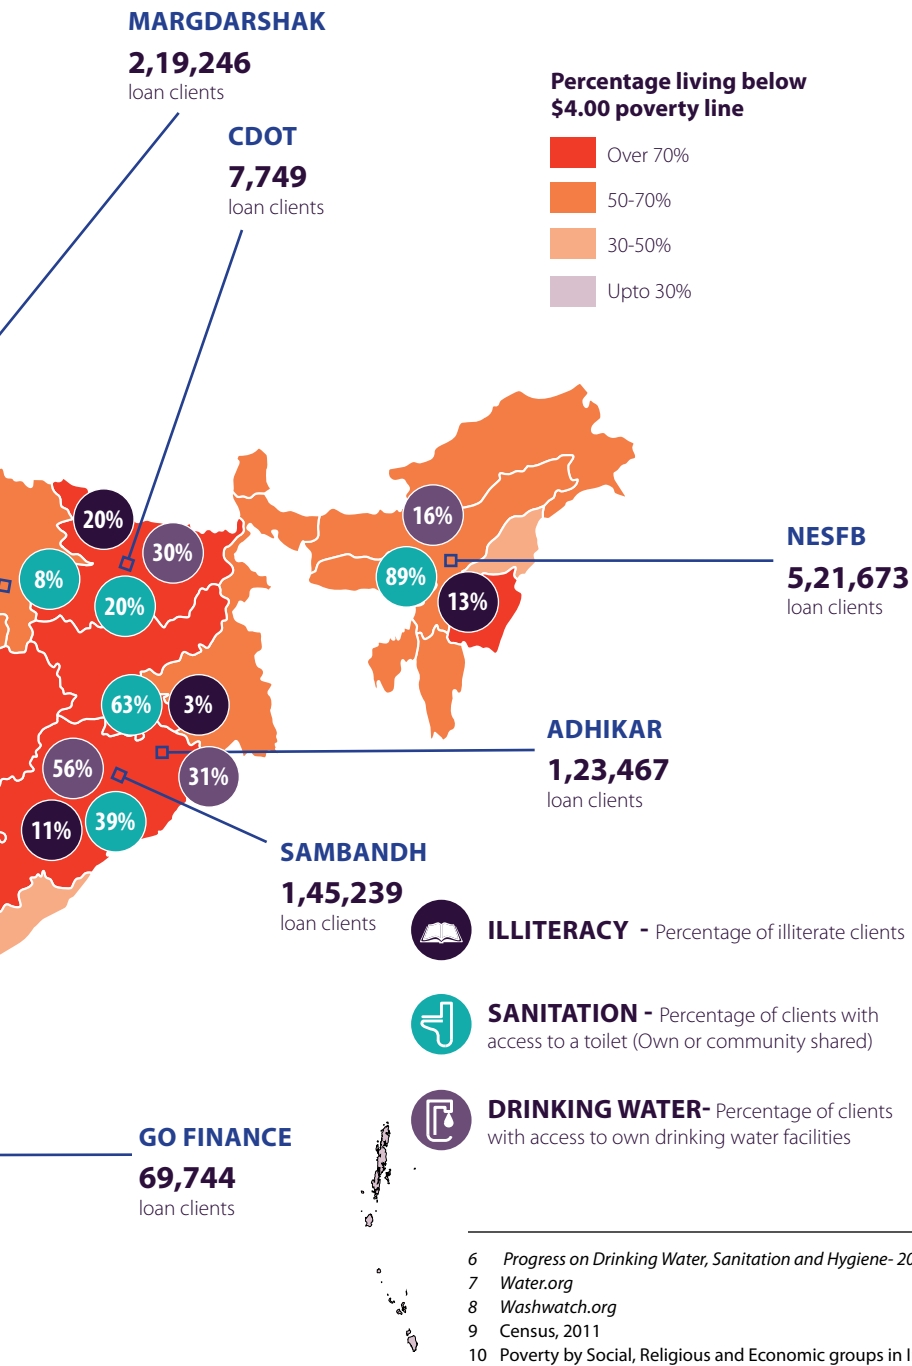 MARGDARSHAK
2,19,246
loan clients
CDOT
7,749
loan clients
Percentage living below
$4.00 poverty line
Over 70%
50-70%
30-50%
Upto 30%
20%
30%
8%
20%
16%
89%
13%
NESFB
5,21,673
loan clients
63%
3%
56%
31%
11%
39%
ADHIKAR
1,23,467
loan clients
SAMBANDH
1,45,239
loan clients
ILLITERACY - Percentage of illiterate clients
SANITATION - Percentage of clients with
access to a toilet (Own or community shared)
DRINKING WATER- Percentage of clients
with access to own drinking water facilities
GO FINANCE
69,744
loan clients
6 Progress on Drinking Water, Sanitation and Hygiene- 20
7 Water.org
8 Washwatch.org
9 Census, 2011
10 Poverty by Social, Religious and Economic groups in I